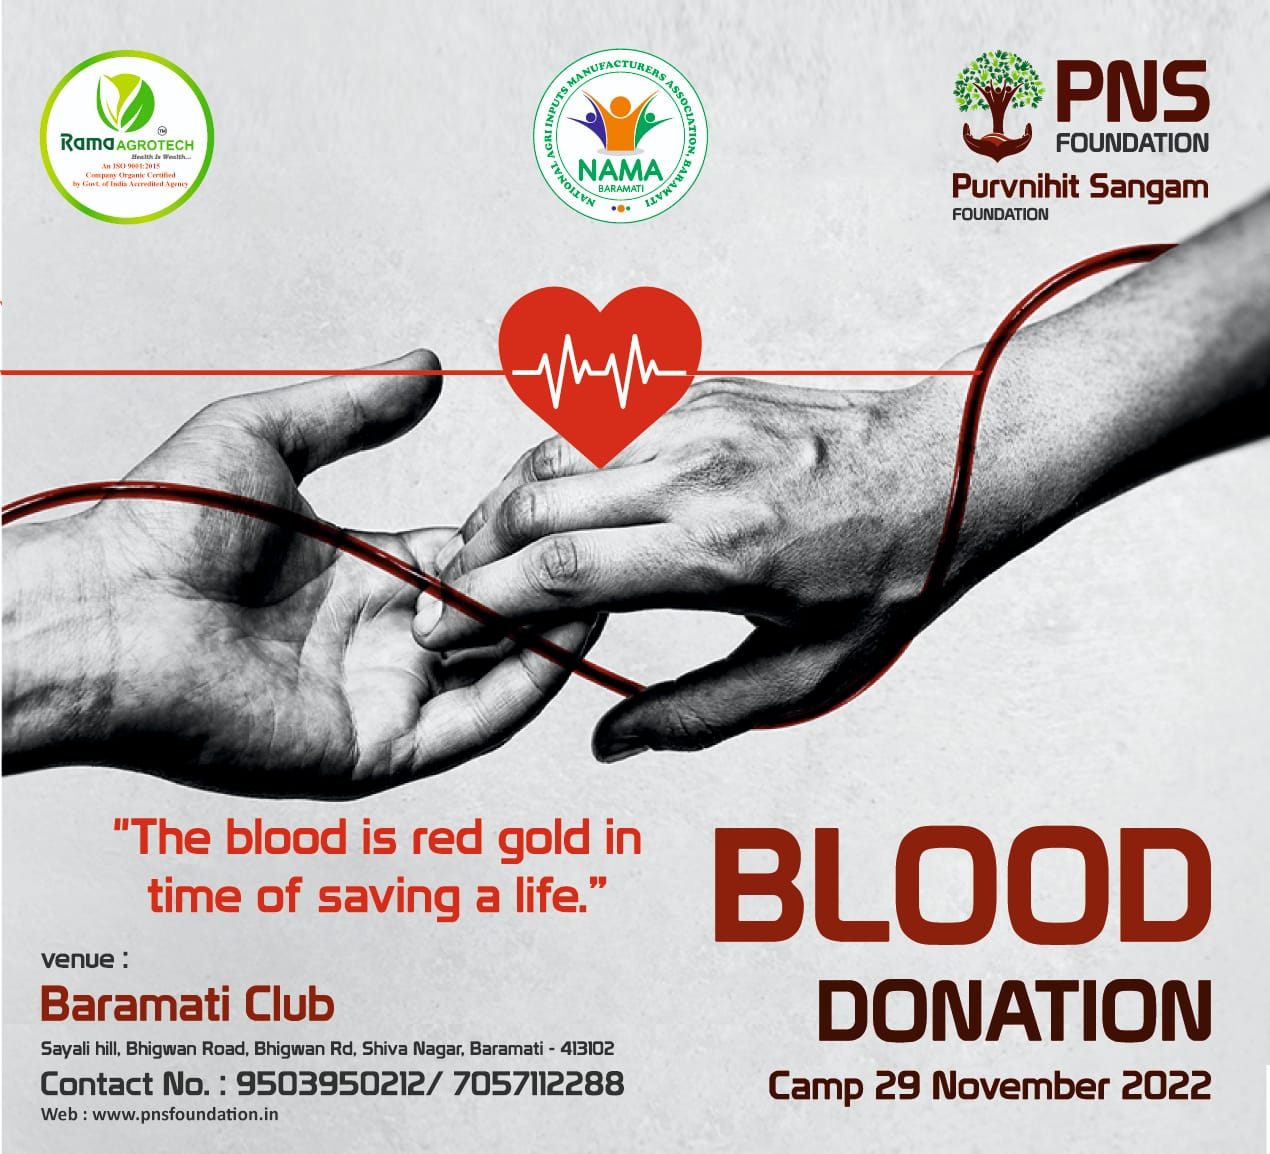 Rama AGROTECH
TM
Health Is Wealth...
An ISO 9001:2015
Company Organic Certified
by Govt. of India Accredited Agency
NATIONAL AGRI INPUTS MANUFACTURERS ASSOCIATION, BARAMATI
NAMA
BARAMATI
PNS
FOUNDATION
Purvnihit Sangam
FOUNDATION
"The blood is red gold in
time of saving a life."
BLOOD
DONATION
Camp 29 November 2022
venue :
Baramati Club
Sayali hill, Bhigwan Road, Bhigwan Rd, Shiva Nagar, Baramati - 413102
Contact No. : 9503950212/ 7057112288
Web : www.pnsfoundation.in